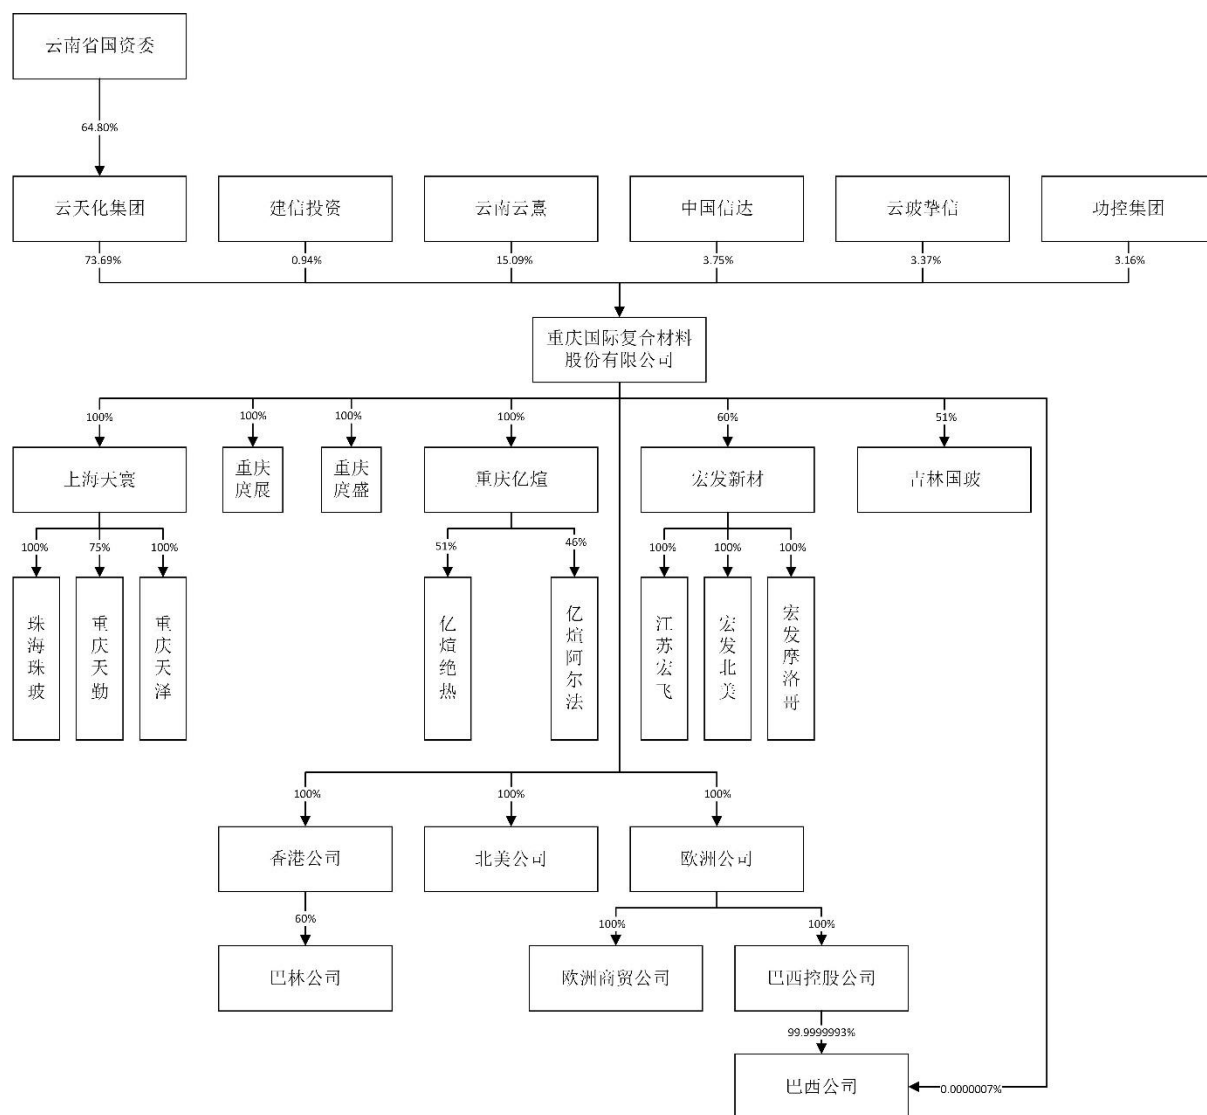 云南省国资委
64.80%
云天化集团
建信投资
云南云熹
中国信达
云玻挚信
功控集团
73.69%
0.94%
15.09%
3.75%
3.37%
3.16%
重庆国际复合材料
股份有限公司
100%
100%
100%
100%
60%
51%
上海天寰
重庆
庹展
重庆
庹盛
重庆亿煊
宏发新材
吉林国玻
100%
75%
100%
51%
46%
100%
100%
100%
珠海珠玻
重庆天勤
重庆天泽
亿煊绝热
亿煊阿尔法
江苏宏飞
宏发北美
宏发摩洛哥
100%
100%
100%
香港公司
北美公司
欧洲公司
60%
100%
100%
巴林公司
欧洲商贸公司
巴西控股公司
99.9999993%
巴西公司
0.0000007%